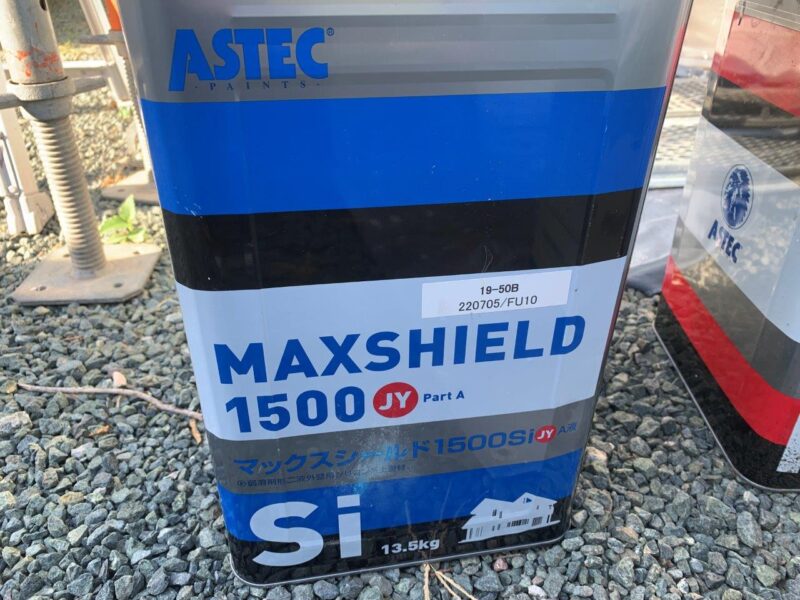 ASTEC®
- PAINTS -
19-50B
220705/FU10
MAXSHIELD
1500 JY Part A
マックスシールド1500Si JY A液
Si 13.5kg
ASTEC